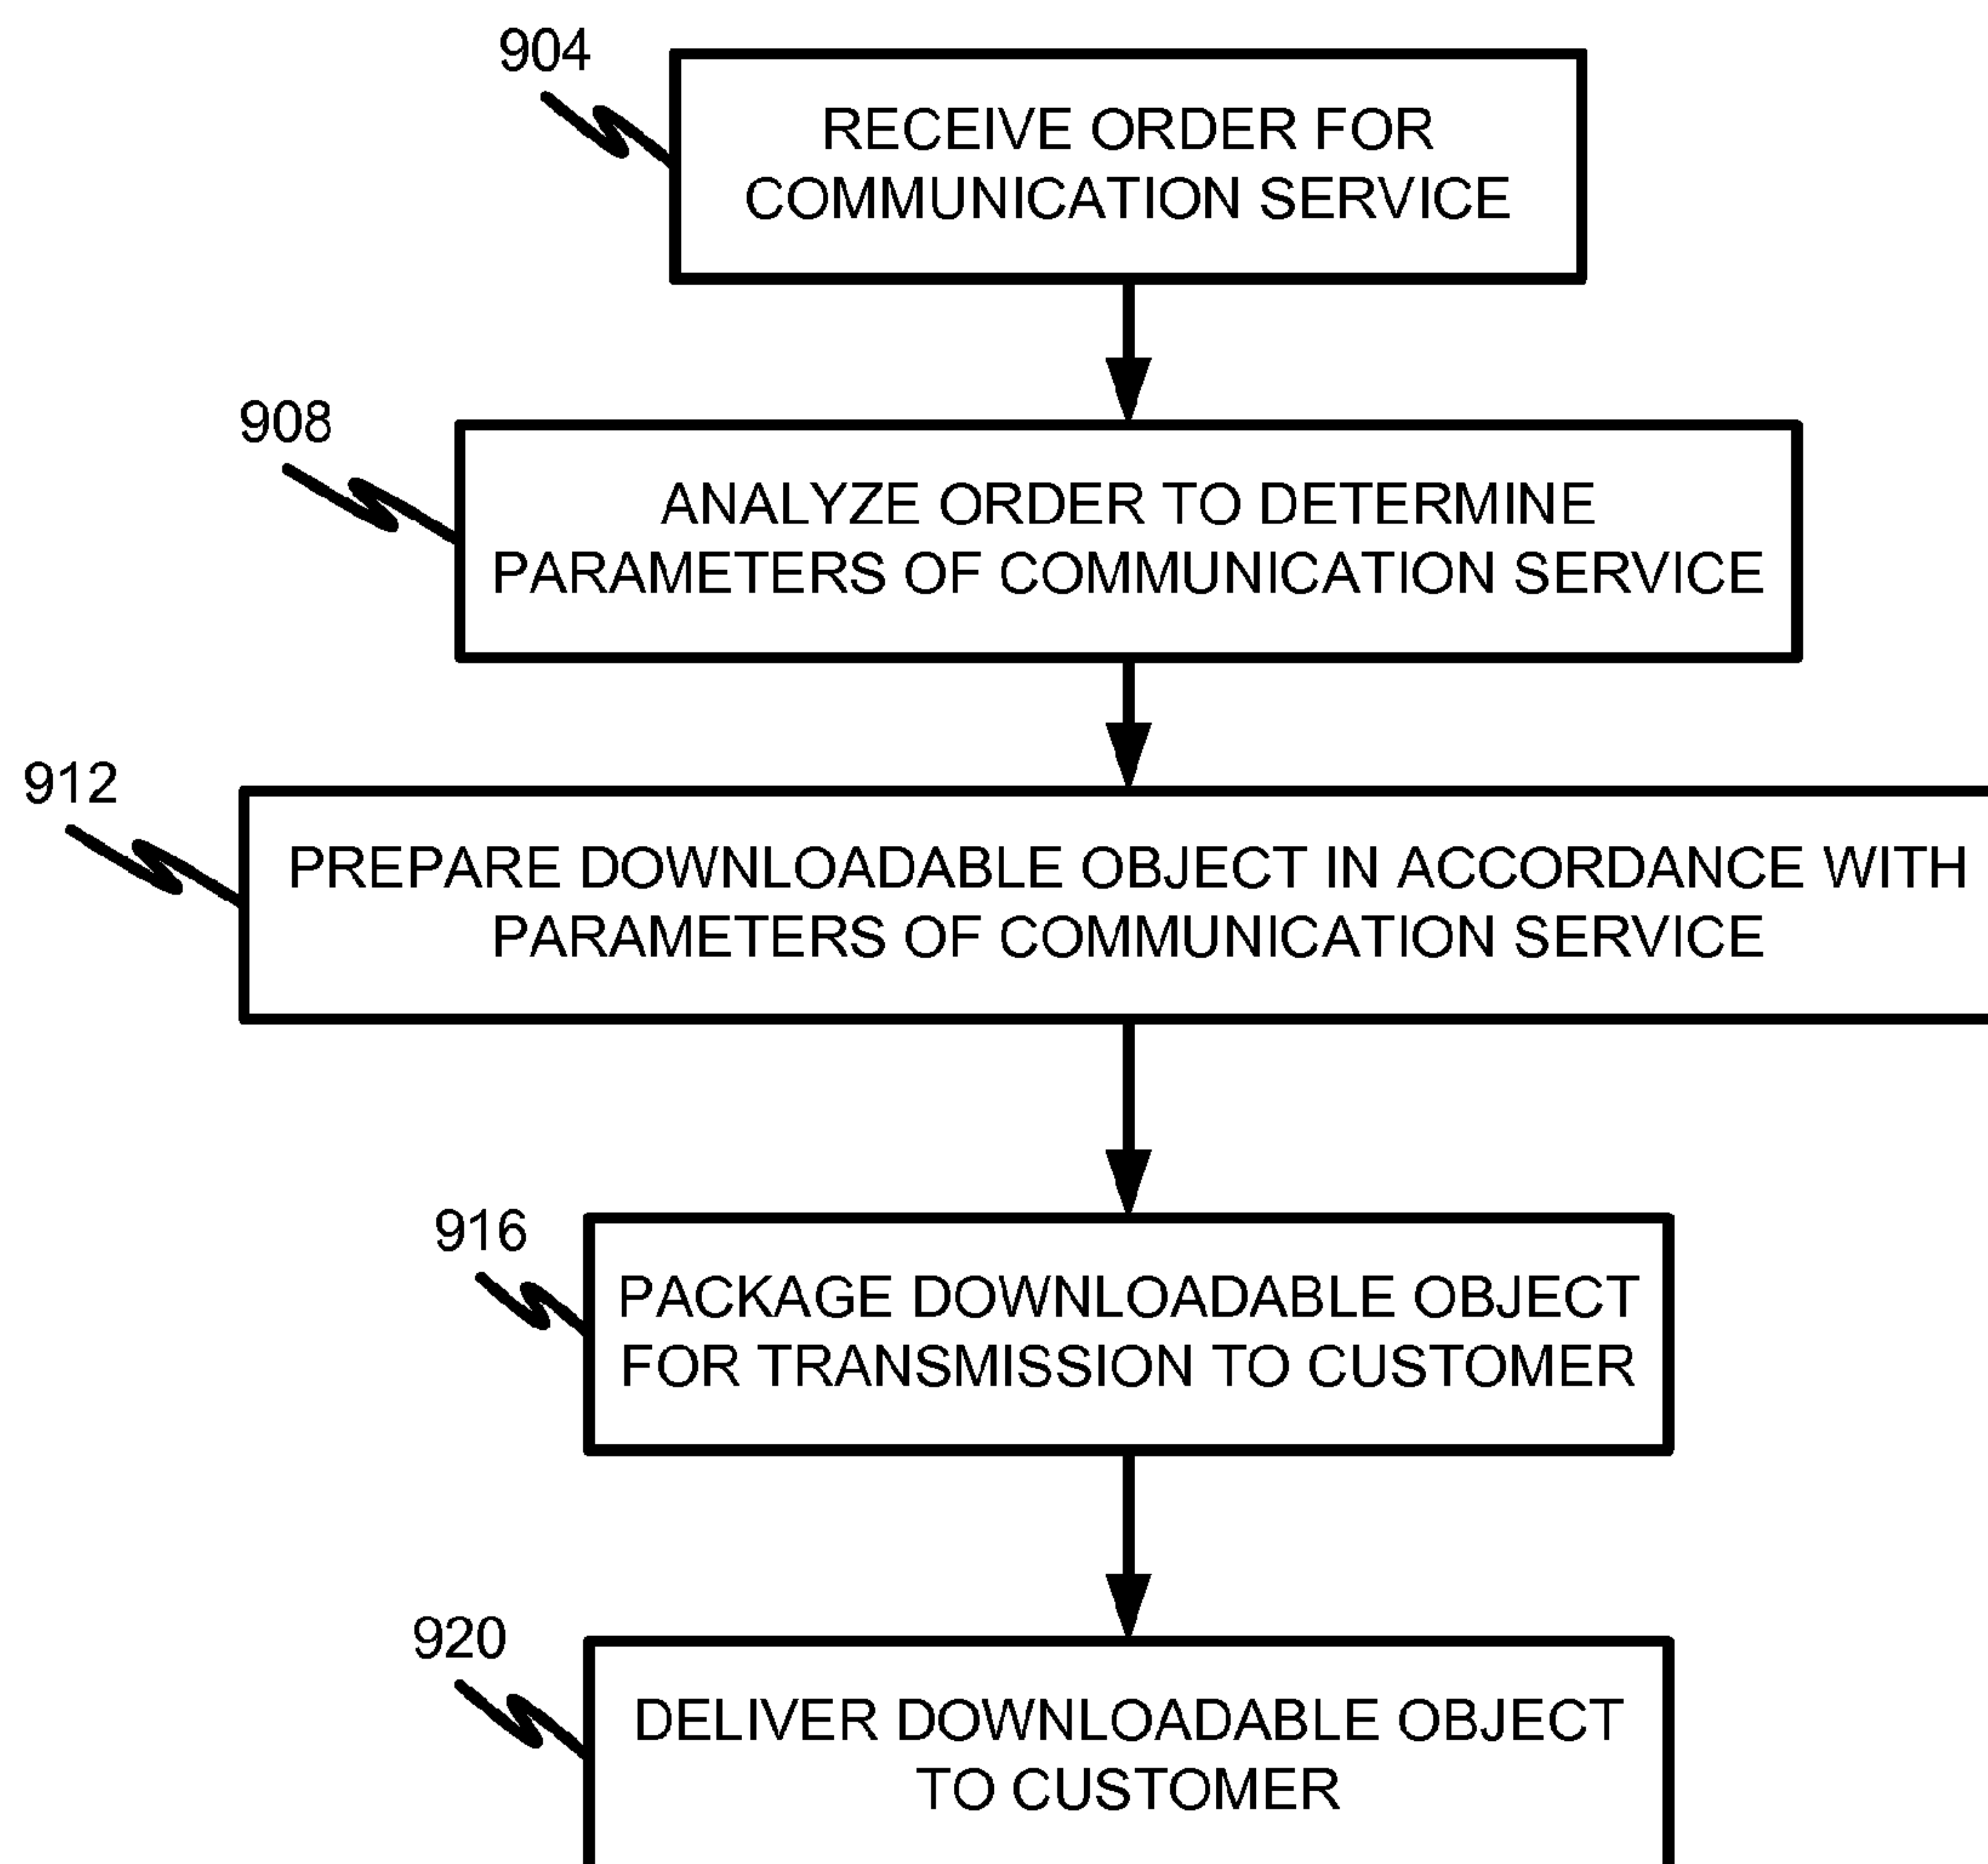 904
RECEIVE ORDER FOR
COMMUNICATION SERVICE
908
ANALYZE ORDER TO DETERMINE
PARAMETERS OF COMMUNICATION SERVICE
912
PREPARE DOWNLOADABLE OBJECT IN ACCORDANCE WITH
PARAMETERS OF COMMUNICATION SERVICE
916
PACKAGE DOWNLOADABLE OBJECT
FOR TRANSMISSION TO CUSTOMER
920
DELIVER DOWNLOADABLE OBJECT
TO CUSTOMER